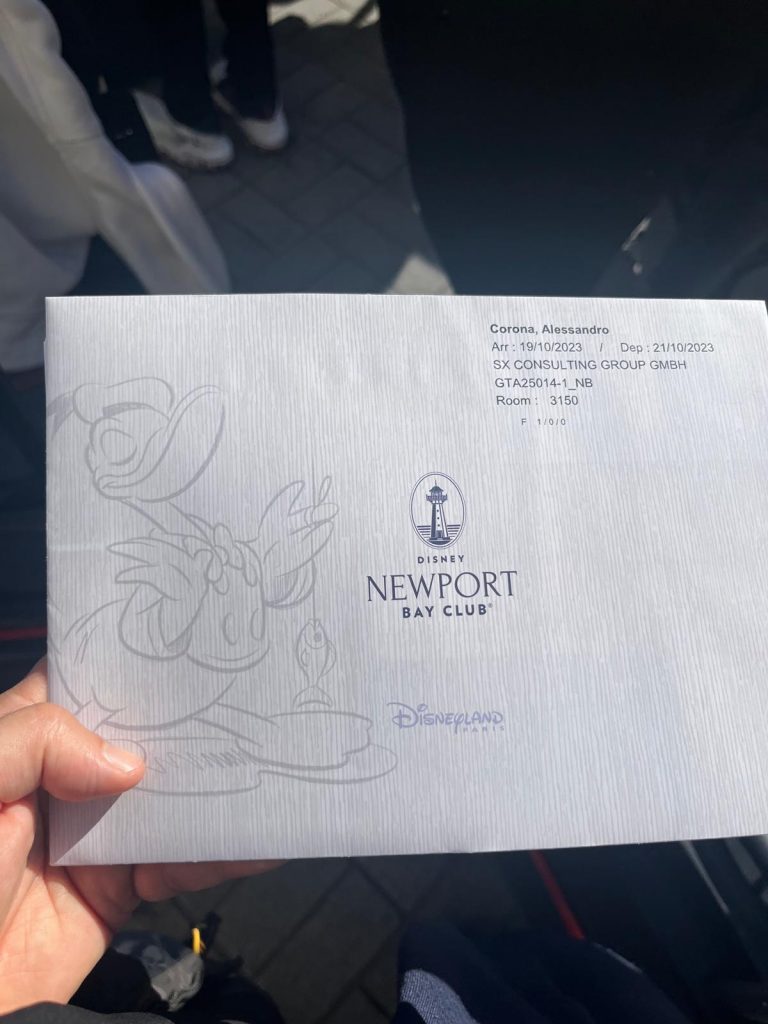 Corona, Alessandro
Arr : 19/10/2023 / Dep : 21/10/2023
SX CONSULTING GROUP GMBH
GTA25014-1_NB
Room : 3150
F 1/0/0
DISNEY
NEWPORT
BAY CLUB®
DISNEYLAND
PARIS